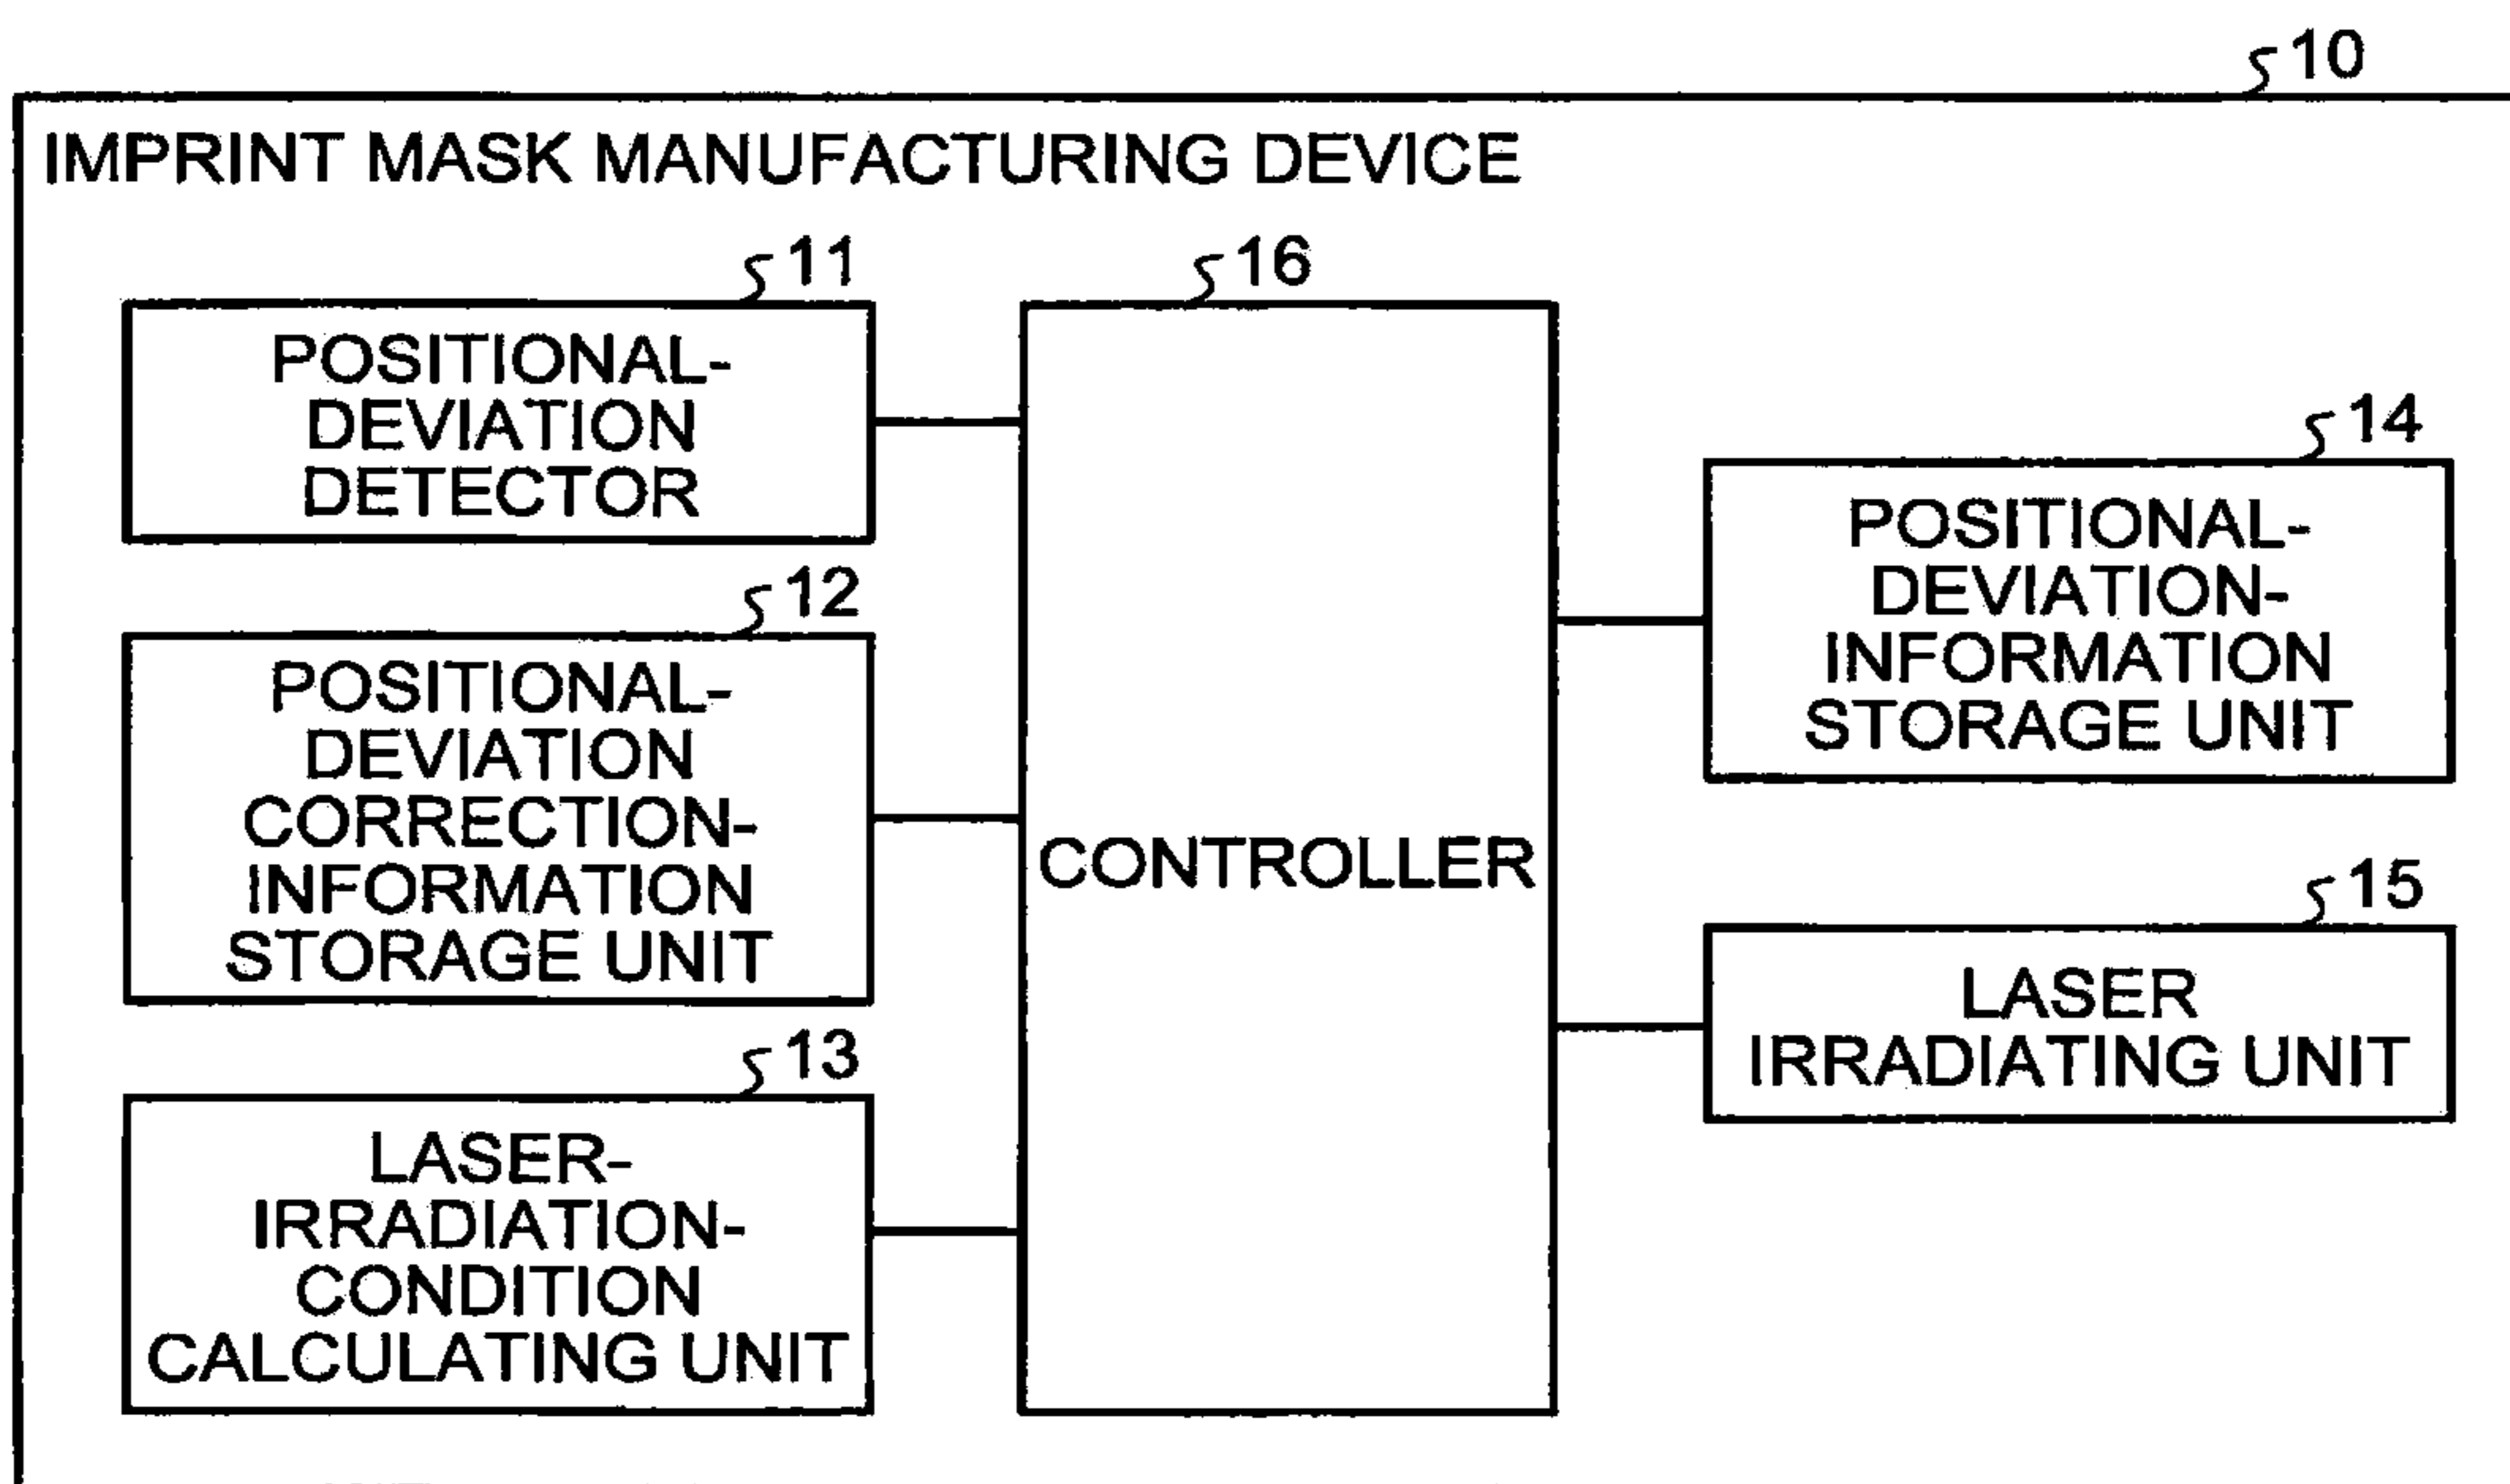 10
IMPRINT MASK MANUFACTURING DEVICE
11
POSITIONAL-
DEVIATION
DETECTOR
12
POSITIONAL-
DEVIATION
CORRECTION-
INFORMATION
STORAGE UNIT
13
LASER-
IRRADIATION-
CONDITION
CALCULATING UNIT
16
CONTROLLER
14
POSITIONAL-
DEVIATION-
INFORMATION
STORAGE UNIT
15
LASER
IRRADIATING UNIT